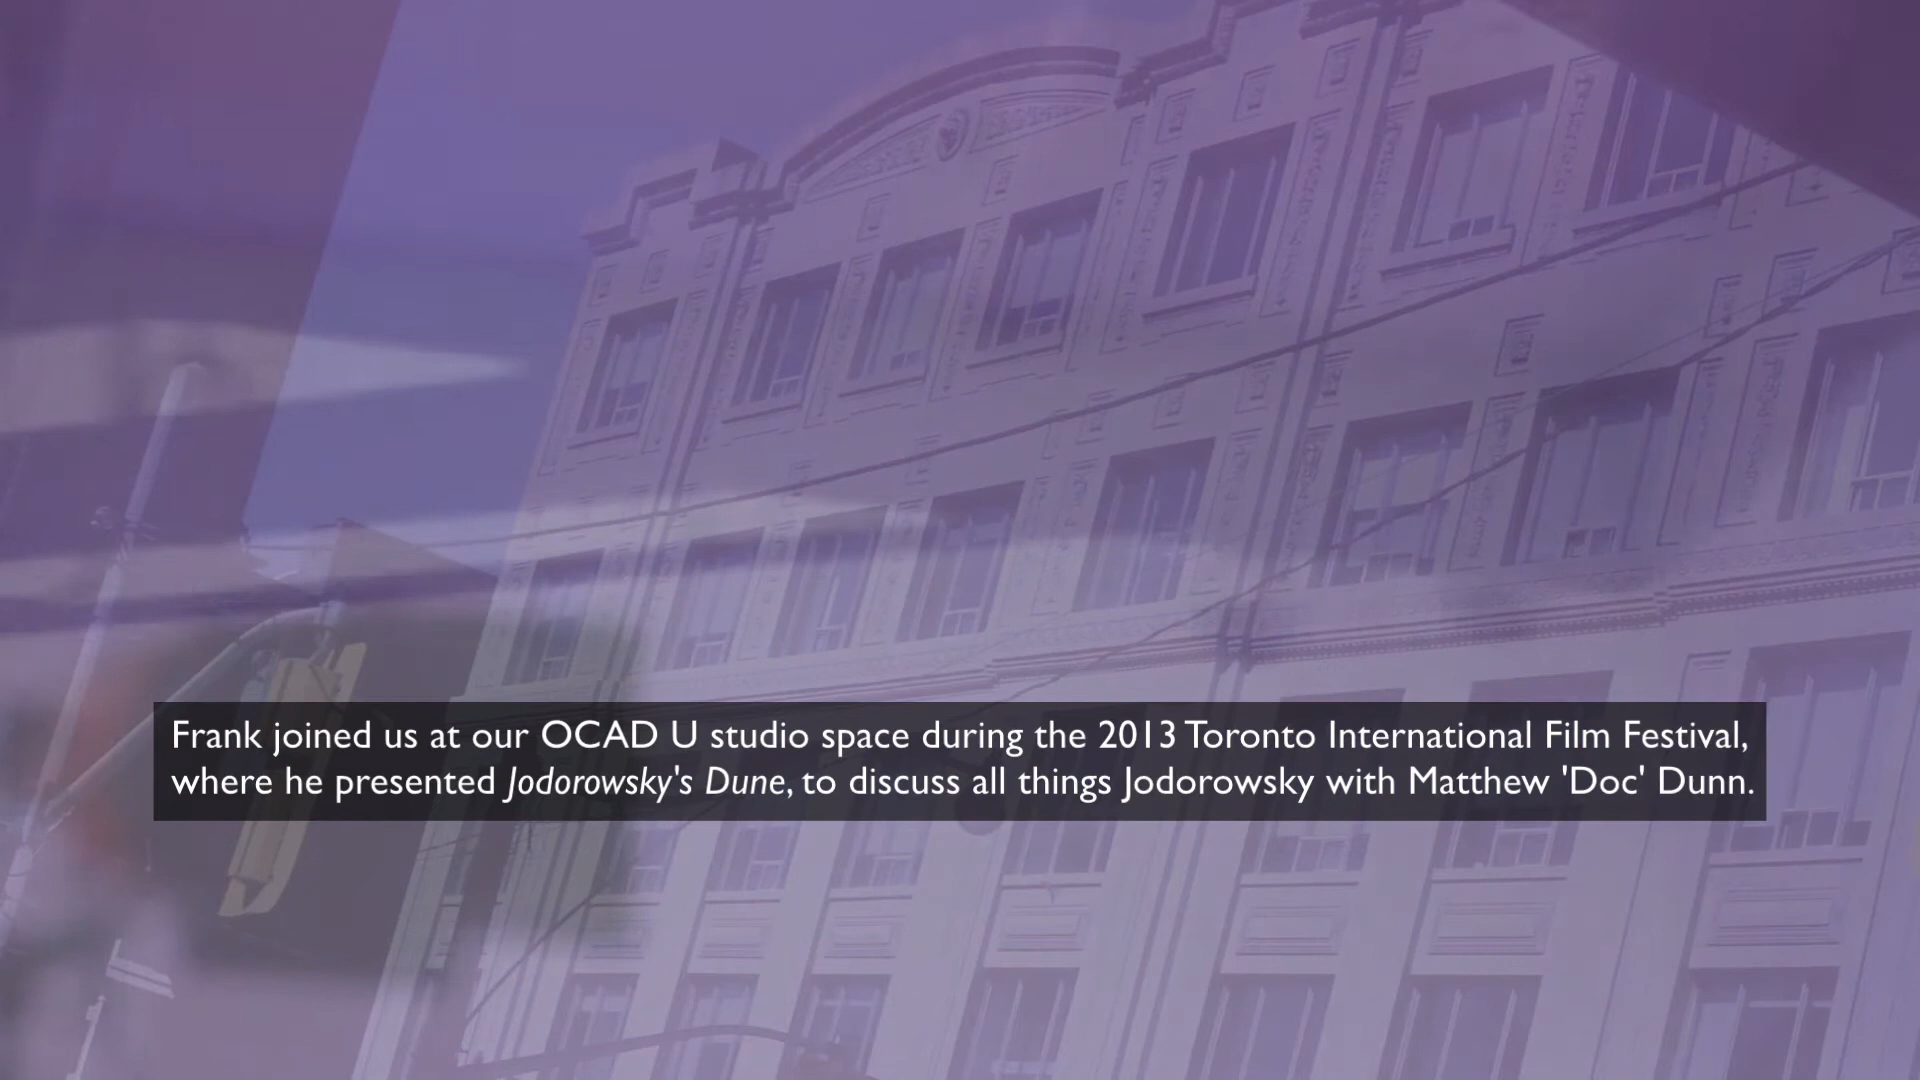 Frank joined us at our OCAD U studio space during the 2013 Toronto International Film Festival,
where he presented Jodorowsky's Dune, to discuss all things Jodorowsky with Matthew 'Doc' Dunn.